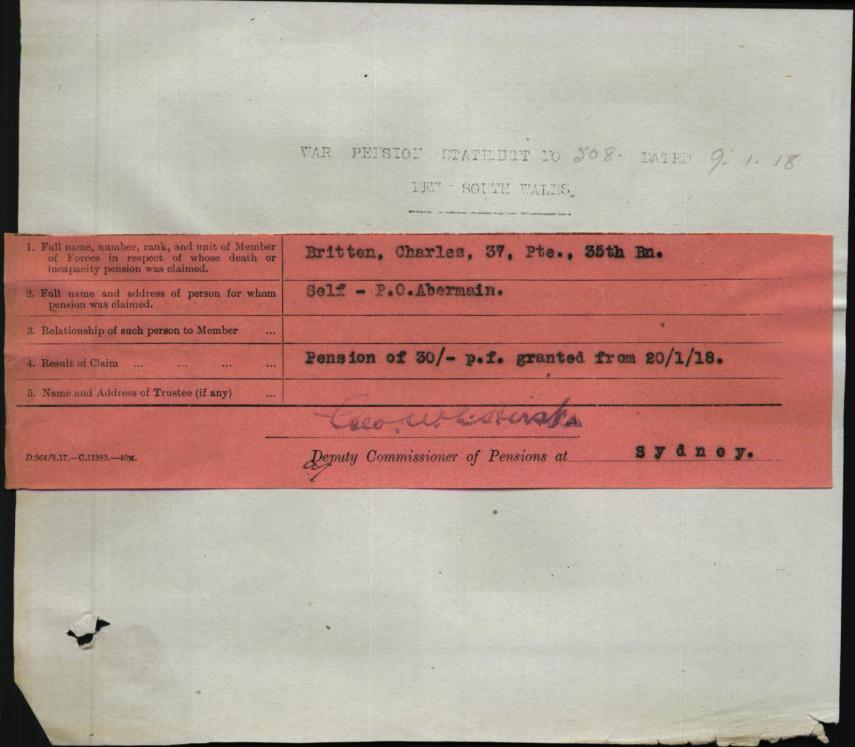 WAR PENSION STATEMENT NO 508. DATED 9.1.18
NEW SOUTH WALES.
1. Full name, number, rank, and unit of Member of Forces in respect of whose death or incapacity pension was claimed.
Britten, Charles, 37, Pte., 35th Bn.
2. Full name and address of person for whom pension was claimed.
Self - P.O.Abermain.
3. Relationship of such person to Member ...
4. Result of Claim ... ... ... ...
Pension of 30/- p.f. granted from 20/1/18.
5. Name and Address of Trustee (if any) ...
Deputy Commissioner of Pensions at Sydney.
D.964/8.17.—C.11383.—40M.